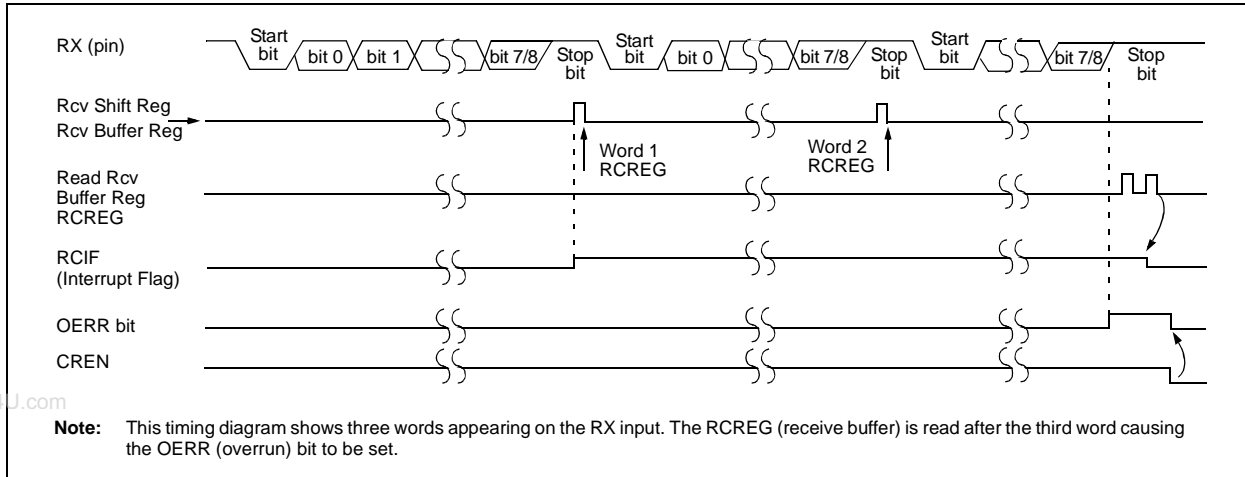 RX (pin)
Start bit
bit 0
bit 1
bit 7/8
Stop bit
Start bit
bit 0
bit 7/8
Stop bit
Start bit
bit 7/8
Stop bit
Rcv Shift Reg
Rcv Buffer Reg
Word 1
RCREG
Word 2
RCREG
Read Rcv
Buffer Reg
RCREG
RCIF
(Interrupt Flag)
OERR bit
CREN
U.com
Note: This timing diagram shows three words appearing on the RX input. The RCREG (receive buffer) is read after the third word causing
the OERR (overrun) bit to be set.